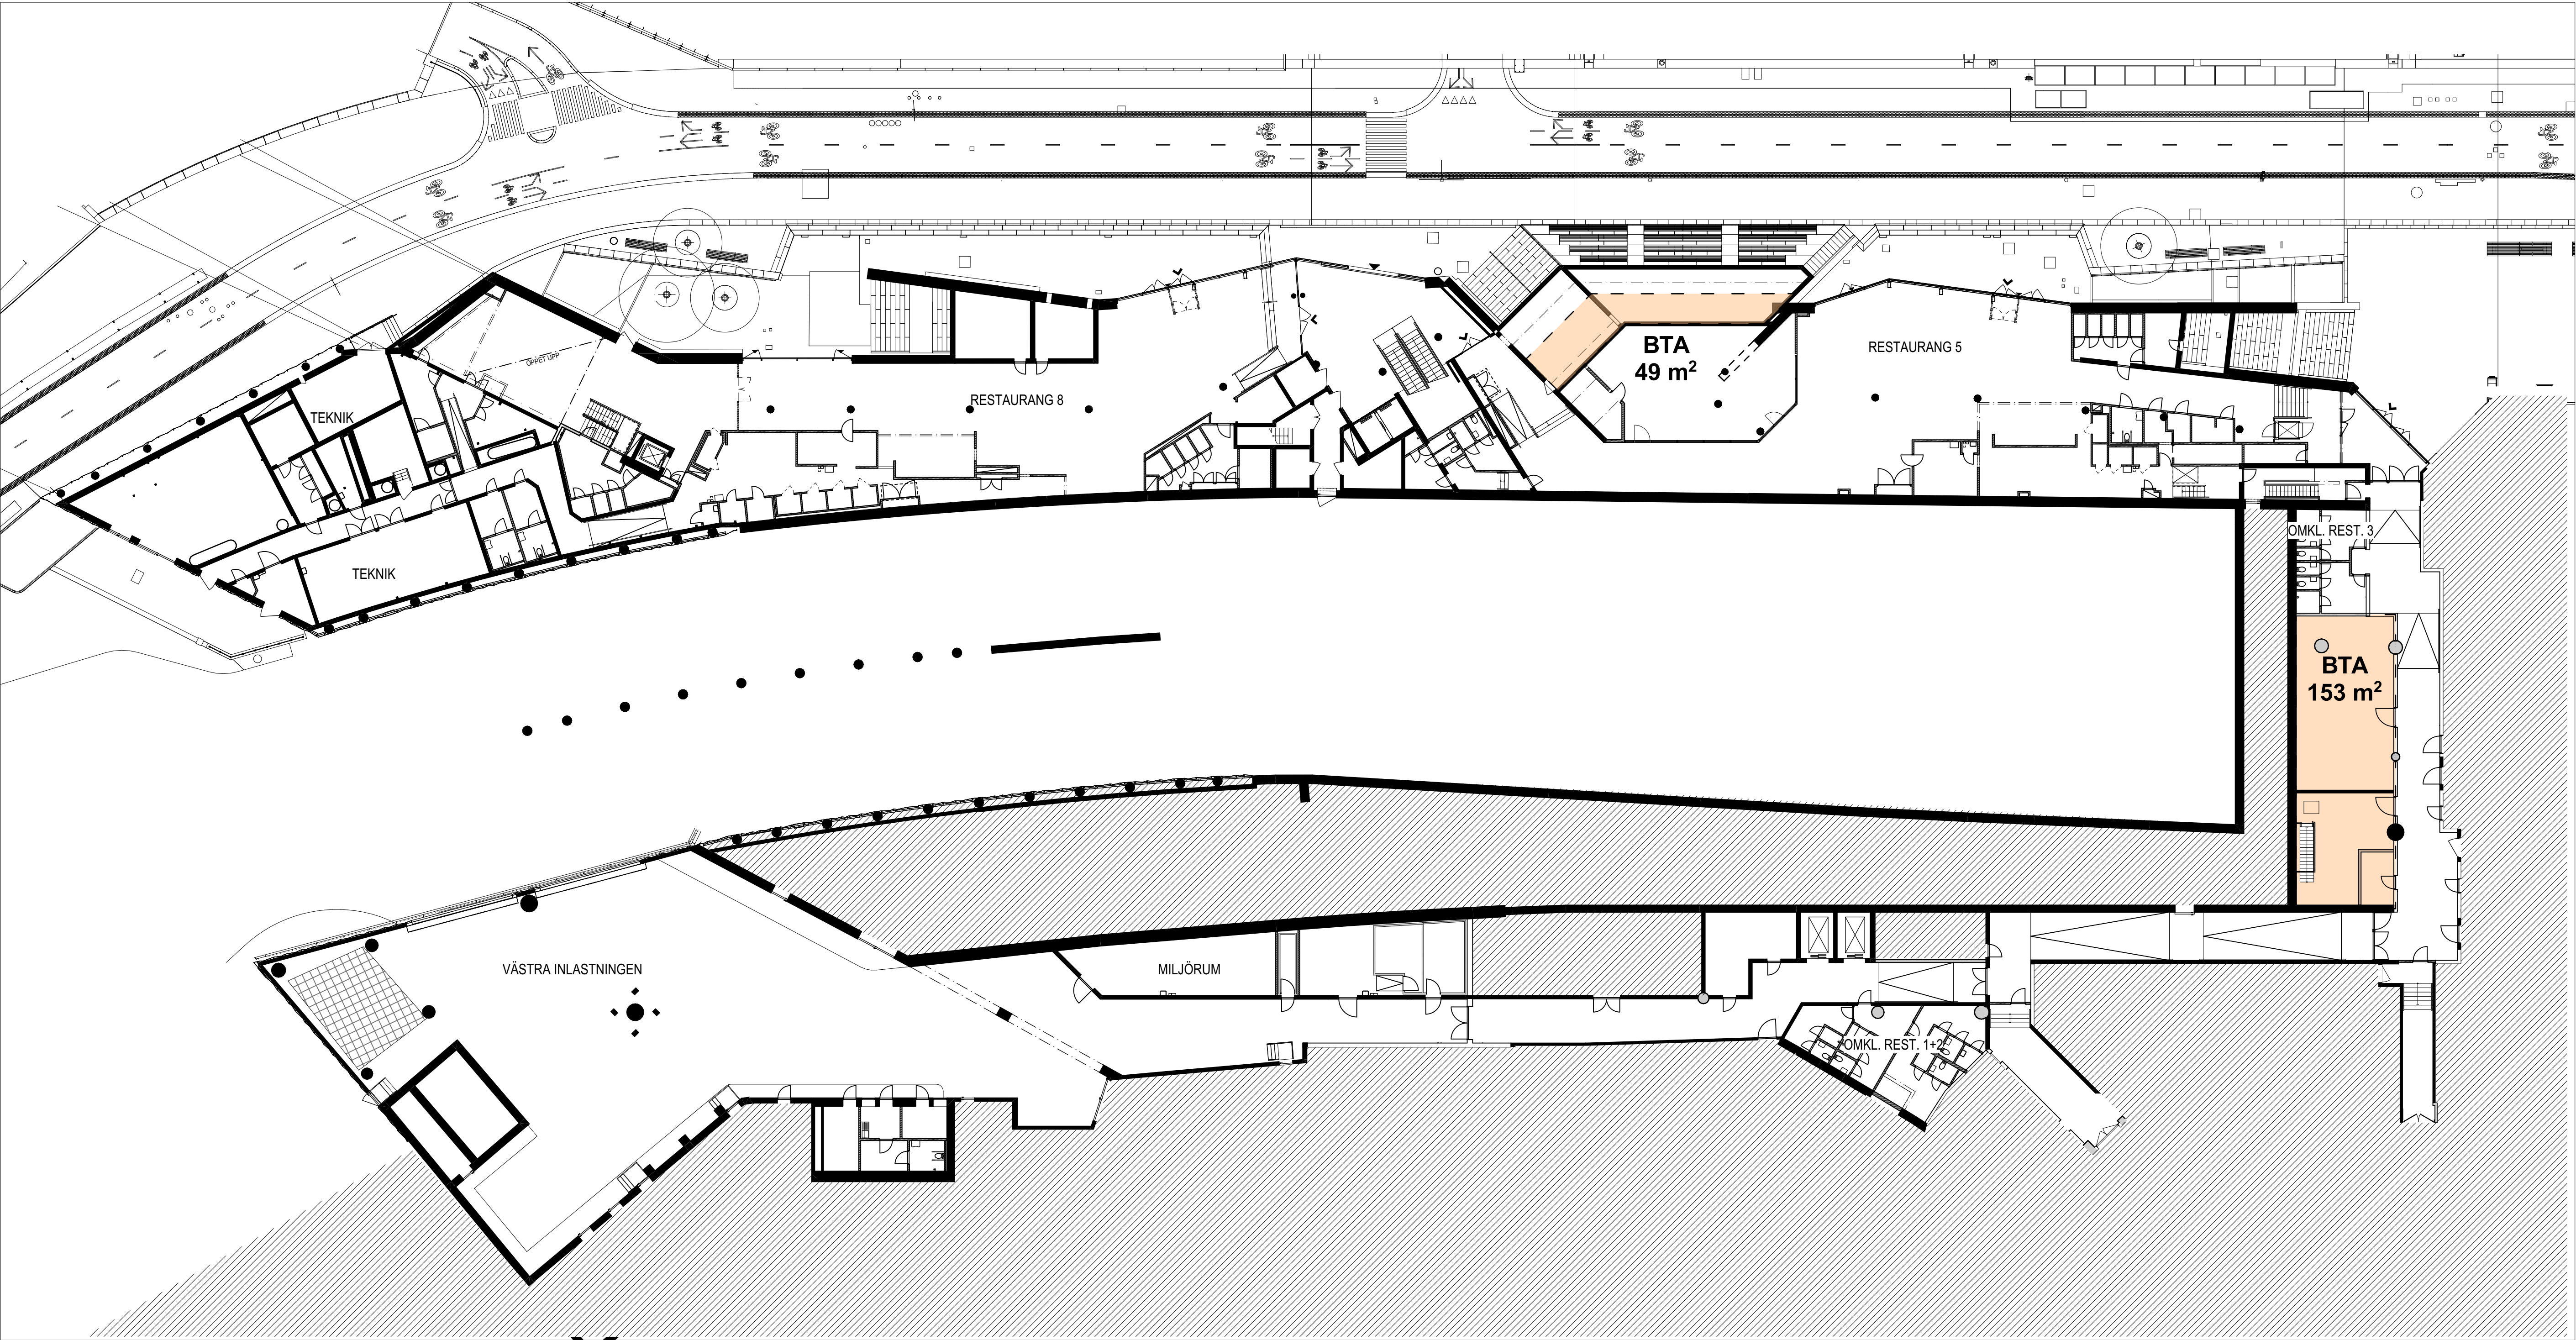 ÖPPET UPP
TEKNIK
RESTAURANG 8
BTA
49 m²
RESTAURANG 5
TEKNIK
OMKL. REST. 3
BTA
153 m²
VÄSTRA INLASTNINGEN
MILJÖRUM
OMKL. REST. 1+2